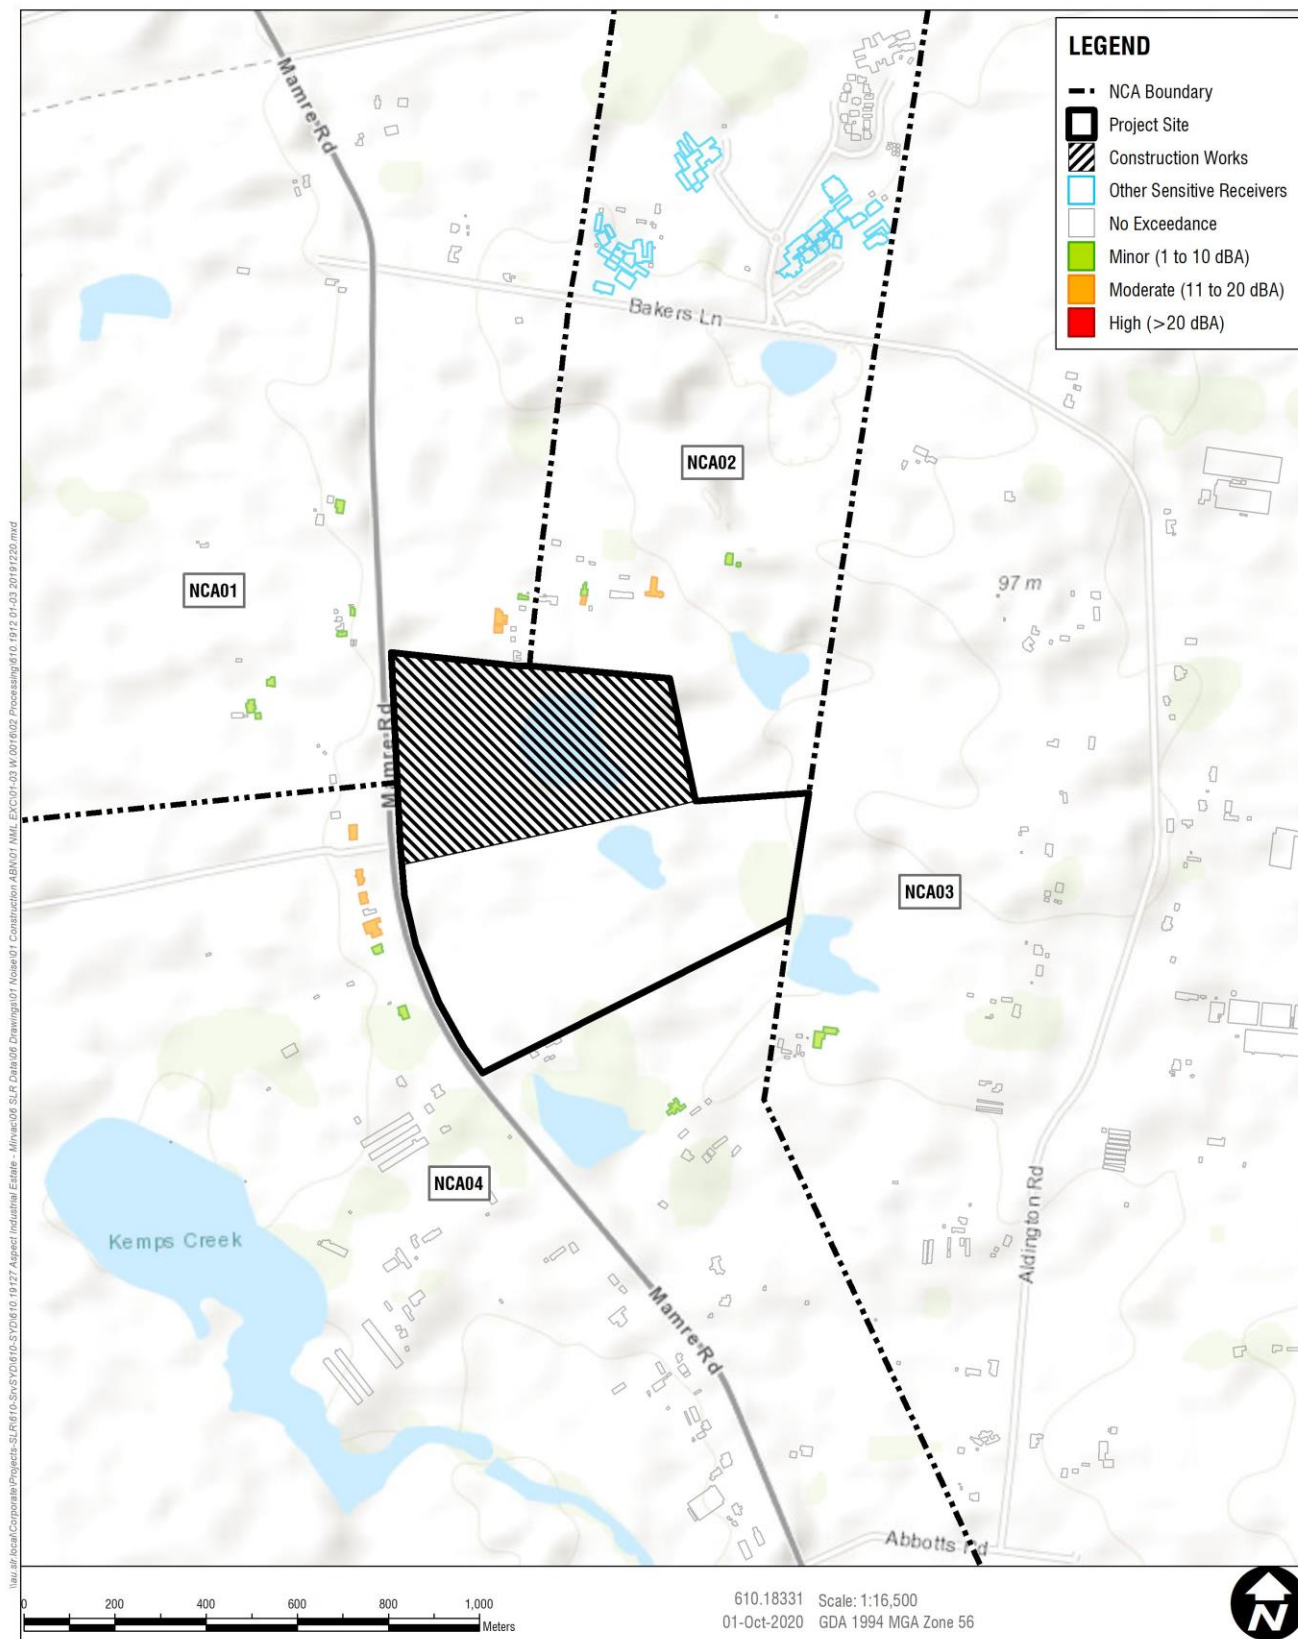 LEGEND
NCA Boundary
Project Site
Construction Works
Other Sensitive Receivers
No Exceedance
Minor (1 to 10 dBA)
Moderate (11 to 20 dBA)
High (>20 dBA)
Mamre Rd
Bakers Ln
NCA02
NCA01
97 m
Mamre Rd
NCA03
NCA04
Kemps Creek
Aldington Rd
Mamre Rd
Abbotts Rd
0 200 400 600 800 1,000
Meters
610.18331 Scale: 1:16,500
01-Oct-2020 GDA 1994 MGA Zone 56
N